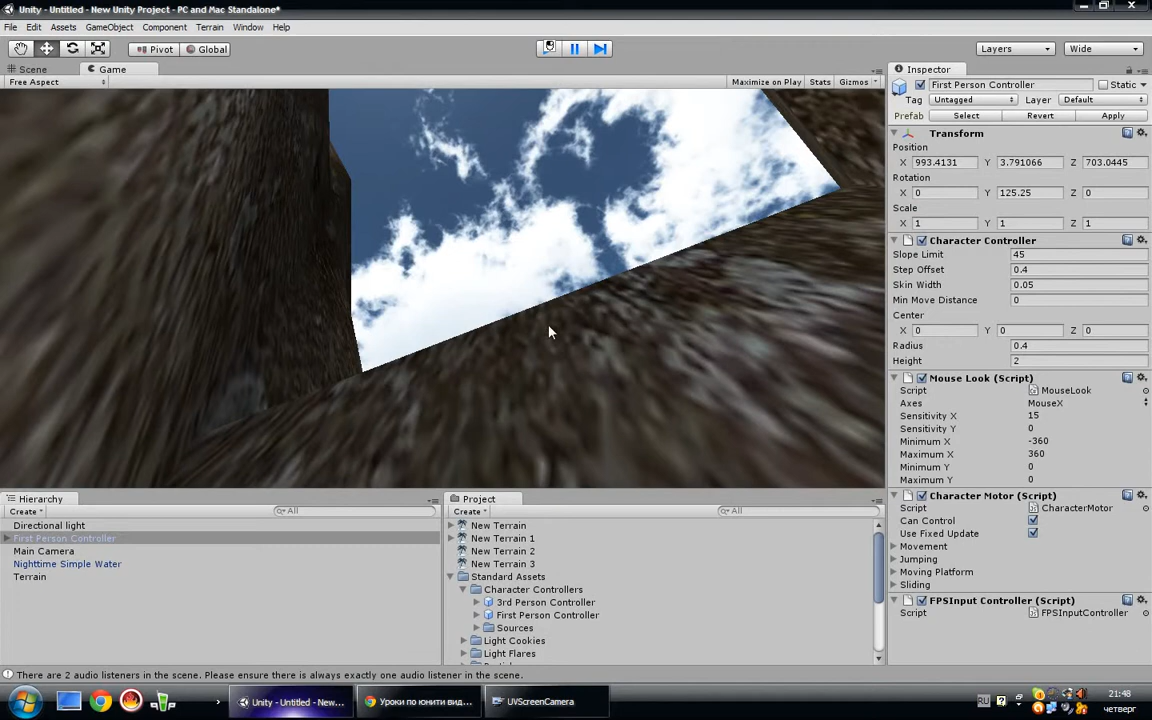 Unity - Untitled - New Unity Project - PC and Mac Standalone*
File Edit Assets GameObject Component Terrain Window Help
Pivot Global Layers Wide
Scene Game Inspector
Free Aspect Maximize on Play Stats Gizmos
First Person Controller Static
Tag Untagged Layer Default
Prefab Select Revert Apply
Transform
Position
X 993.4131 Y 3.791066 Z 703.0445
Rotation
X 0 Y 125.25 Z 0
Scale
X 1 Y 1 Z 1
Character Controller
Slope Limit 45
Step Offset 0.4
Skin Width 0.05
Min Move Distance 0
Center
X 0 Y 0 Z 0
Radius 0.4
Height 2
Mouse Look (Script)
Script MouseLook
Axes MouseX
Sensitivity X 15
Sensitivity Y 0
Minimum X -360
Maximum X 360
Minimum Y 0
Maximum Y 0
Character Motor (Script)
Script CharacterMotor
Can Control
Use Fixed Update
Movement
Jumping
Moving Platform
Sliding
FPSInput Controller (Script)
Script FPSInputController
Hierarchy
Create All
Directional light
First Person Controller
Main Camera
Nighttime Simple Water
Terrain
Project
Create All
New Terrain
New Terrain 1
New Terrain 2
New Terrain 3
Standard Assets
Character Controllers
3rd Person Controller
First Person Controller
Sources
Light Cookies
Light Flares
There are 2 audio listeners in the scene. Please ensure there is always exactly one audio listener in the scene.
Unity - Untitled - New... Уроки по юнити вид... UVScreenCamera
RU 21:48
четверг